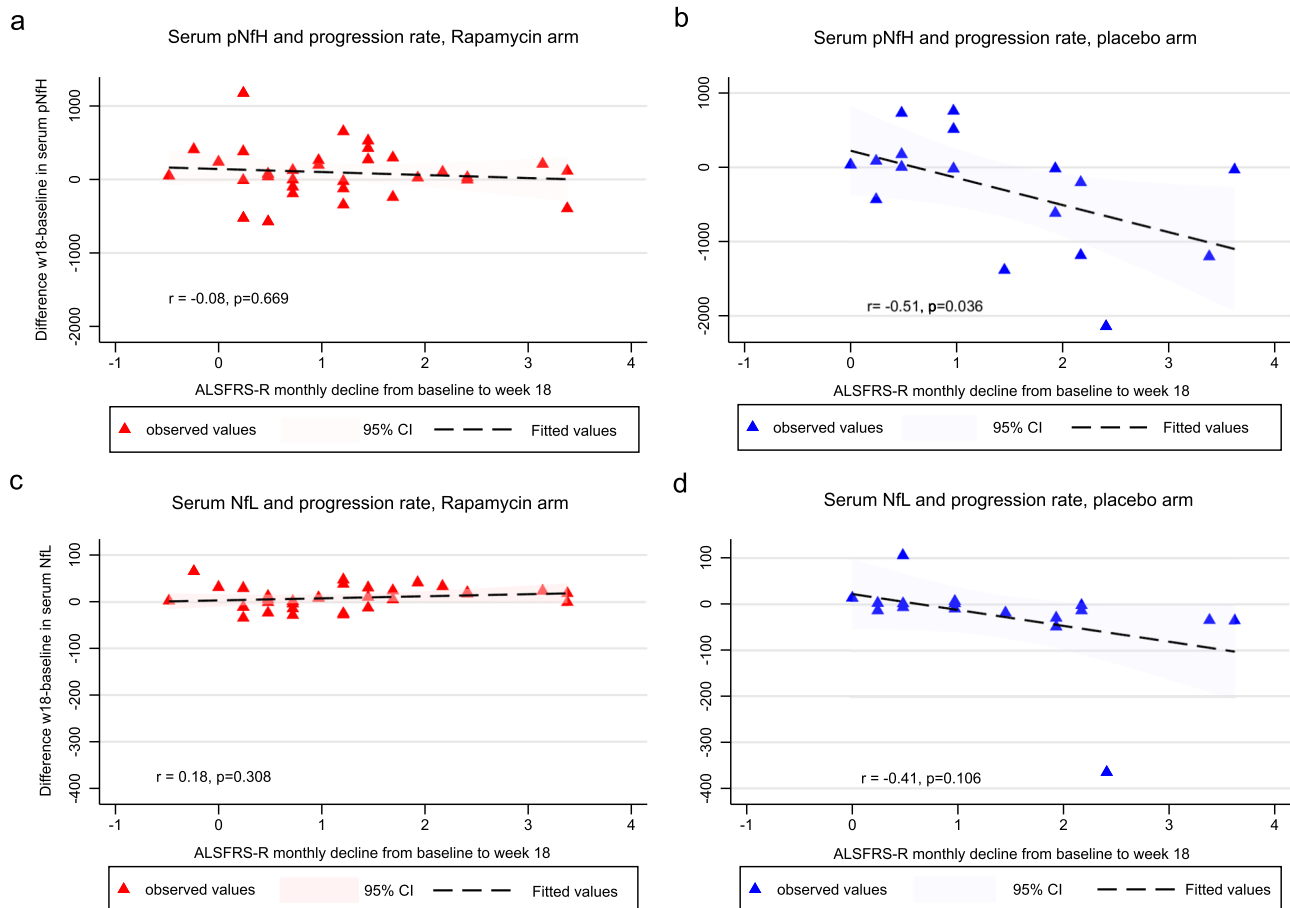 a
Serum pNfH and progression rate, Rapamycin arm
Difference w18-baseline in serum pNfH
1000
0
-1000
-2000
r = -0.08, p=0.669
-1 0 1 2 3 4
ALSFRS-R monthly decline from baseline to week 18
observed values 95% CI Fitted values
b
Serum pNfH and progression rate, placebo arm
1000
0
-1000
-2000
r= -0.51, p=0.036
-1 0 1 2 3 4
ALSFRS-R monthly decline from baseline to week 18
observed values 95% CI Fitted values
c
Serum NfL and progression rate, Rapamycin arm
Difference w18-baseline in serum NfL
100
0
-100
-200
-300
-400
r = 0.18, p=0.308
-1 0 1 2 3 4
ALSFRS-R monthly decline from baseline to week 18
observed values 95% CI Fitted values
d
Serum NfL and progression rate, placebo arm
100
0
-100
-200
-300
-400
r = -0.41, p=0.106
-1 0 1 2 3 4
ALSFRS-R monthly decline from baseline to week 18
observed values 95% CI Fitted values